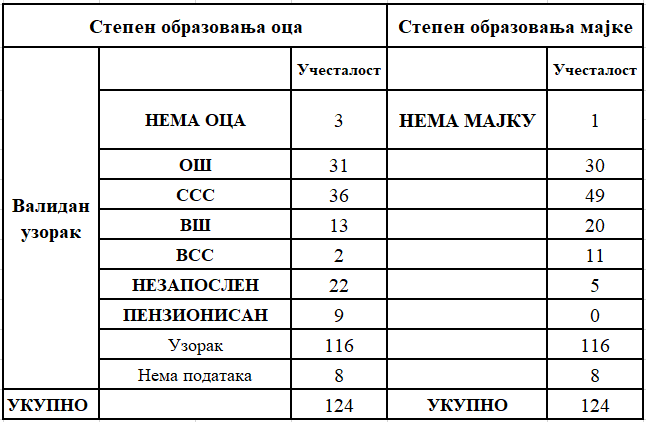 Степен образовања оца Степен образовања мајке
Учесталост Учесталост
НЕМА ОЦА 3 НЕМА МАЈКУ 1
ОШ 31 30
ССС 36 49
Валидан
узорак
ВШ 13 20
ВСС 2 11
НЕЗАПОСЛЕН 22 5
ПЕНЗИОНИСАН 9 0
Узорак 116 116
Нема података 8 8
УКУПНО 124 УКУПНО 124